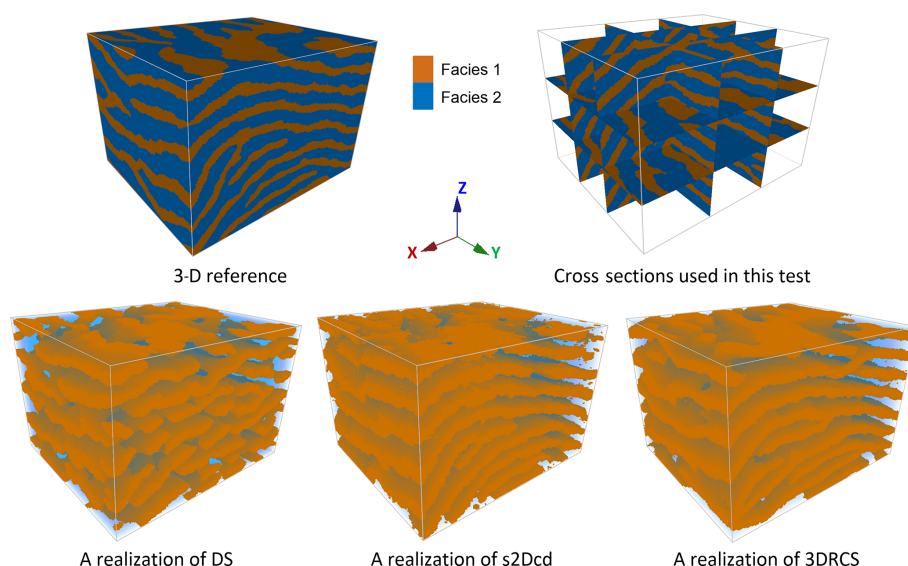 Facies 1
Facies 2
Z
X
Y
3-D reference
Cross sections used in this test
A realization of DS
A realization of s2Dcd
A realization of 3DRCS